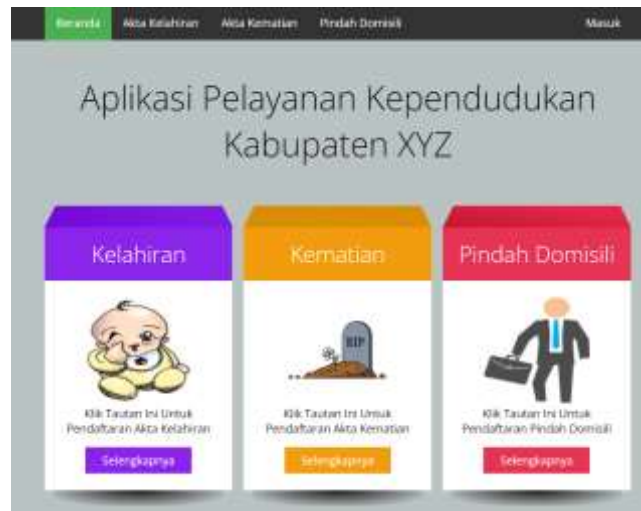 Beranda Akta Kelahiran Akta Kematian Pindah Domisili Masuk
Aplikasi Pelayanan Kependudukan
Kabupaten XYZ
Kelahiran Kematian Pindah Domisili
RIP
Klik Tautan Ini Untuk
Pendaftaran Akta Kelahiran
Selengkapnya
Klik Tautan Ini Untuk
Pendaftaran Akta Kematian
Selengkapnya
Klik Tautan Ini Untuk
Pendaftaran Pindah Domisili
Selengkapnya